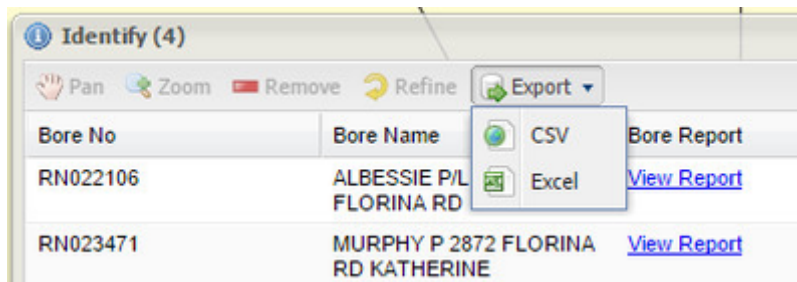 Identify (4)
Pan Zoom Remove Refine Export
Bore No Bore Name CSV Bore Report
RN022106 ALBESSIE P/L Excel View Report
FLORINA RD
RN023471 MURPHY P 2872 FLORINA View Report
RD KATHERINE